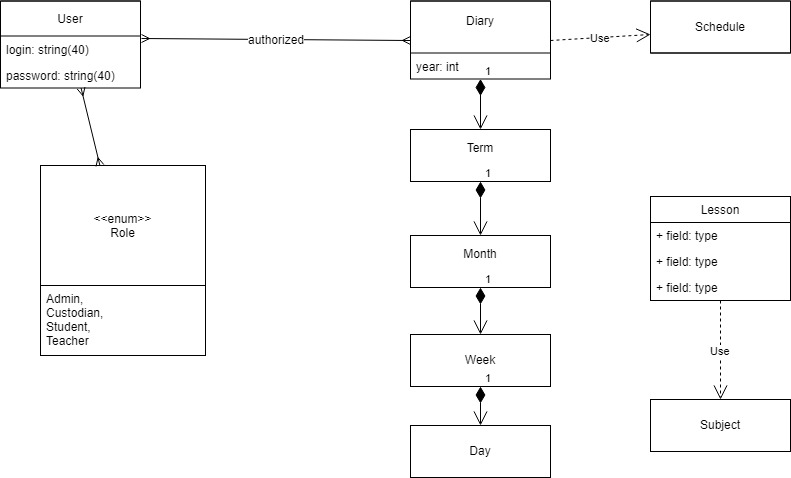 User
login: string(40)
password: string(40)
authorized
Diary
year: int
1
Use
Schedule
<<enum>>
Role
Admin,
Custodian,
Student,
Teacher
Term
1
Month
1
Week
1
Day
Lesson
+ field: type
+ field: type
+ field: type
Use
Subject